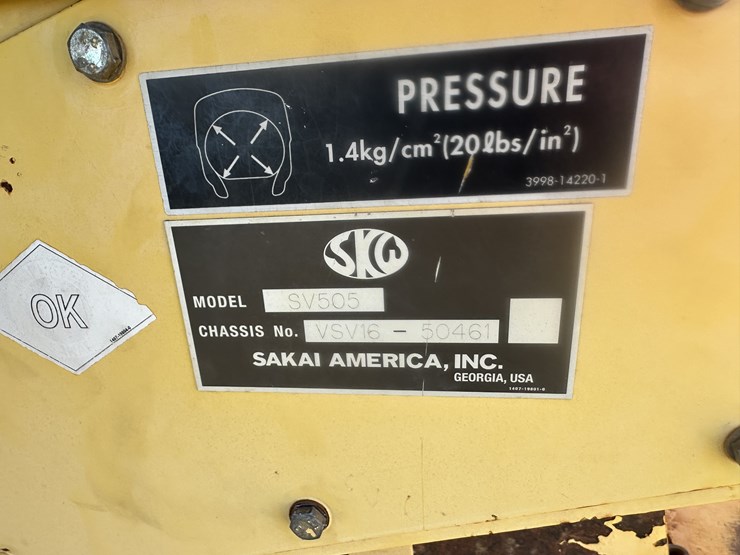 PRESSURE
1.4kg/cm²(20lbs/in²)
3998-14220-1
SKW
MODEL SV505
CHASSIS No. VSV16 - 50461
SAKAI AMERICA, INC.
GEORGIA, USA
OK